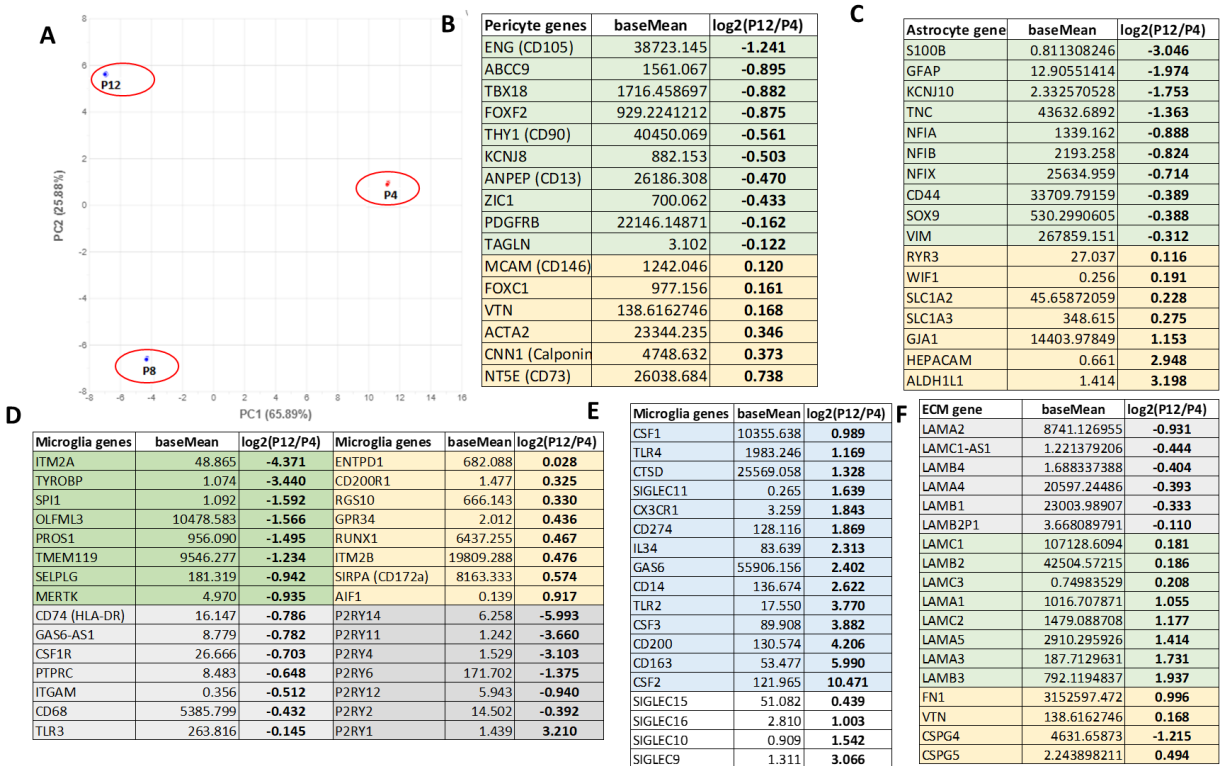 A
8
6
4
2
0
-2
-4
-6
-8
PC2 (25.88%)
P12
P4
P8
-8 -6 -4 -2 0 2 4 6 8 10 12 14 16
PC1 (65.89%)
B
Pericyte genes baseMean log2(P12/P4)
ENG (CD105) 38723.145 -1.241
ABCC9 1561.067 -0.895
TBX18 1716.458697 -0.882
FOXF2 929.2241212 -0.875
THY1 (CD90) 40450.069 -0.561
KCNJ8 882.153 -0.503
ANPEP (CD13) 26186.308 -0.470
ZIC1 700.062 -0.433
PDGFRB 22146.14871 -0.162
TAGLN 3.102 -0.122
MCAM (CD146) 1242.046 0.120
FOXC1 977.156 0.161
VTN 138.6162746 0.168
ACTA2 23344.235 0.346
CNN1 (Calponin 4748.632 0.373
NT5E (CD73) 26038.684 0.738
C
Astrocyte gene baseMean log2(P12/P4)
S100B 0.811308246 -3.046
GFAP 12.90551414 -1.974
KCNJ10 2.332570528 -1.753
TNC 43632.6892 -1.363
NFIA 1339.162 -0.888
NFIB 2193.258 -0.824
NFIX 25634.959 -0.714
CD44 33709.79159 -0.389
SOX9 530.2990605 -0.388
VIM 267859.151 -0.312
RYR3 27.037 0.116
WIF1 0.256 0.191
SLC1A2 45.65872059 0.228
SLC1A3 348.615 0.275
GJA1 14403.97849 1.153
HEPACAM 0.661 2.948
ALDH1L1 1.414 3.198
D
Microglia genes baseMean log2(P12/P4) Microglia genes baseMean log2(P12/P4)
ITM2A 48.865 -4.371 ENTPD1 682.088 0.028
TYROBP 1.074 -3.440 CD200R1 1.477 0.325
SPI1 1.092 -1.592 RGS10 666.143 0.330
OLFML3 10478.583 -1.566 GPR34 2.012 0.436
PROS1 956.090 -1.495 RUNX1 6437.255 0.467
TMEM119 9546.277 -1.234 ITM2B 19809.288 0.476
SELPLG 181.319 -0.942 SIRPA (CD172a) 8163.333 0.574
MERTK 4.970 -0.935 AIF1 0.139 0.917
CD74 (HLA-DR) 16.147 -0.786 P2RY14 6.258 -5.993
GAS6-AS1 8.779 -0.782 P2RY11 1.242 -3.660
CSF1R 26.666 -0.703 P2RY4 1.529 -3.103
PTPRC 8.483 -0.648 P2RY6 171.702 -1.375
ITGAM 0.356 -0.512 P2RY12 5.943 -0.940
CD68 5385.799 -0.432 P2RY2 14.502 -0.392
TLR3 263.816 -0.145 P2RY1 1.439 3.210
E
Microglia genes baseMean log2(P12/P4)
CSF1 10355.638 0.989
TLR4 1983.246 1.169
CTSD 25569.058 1.328
SIGLEC11 0.265 1.639
CX3CR1 3.259 1.843
CD274 128.116 1.869
IL34 83.639 2.313
GAS6 55906.156 2.402
CD14 136.674 2.622
TLR2 17.550 3.770
CSF3 89.908 3.882
CD200 130.574 4.206
CD163 53.477 5.990
CSF2 121.965 10.471
SIGLEC15 51.082 0.439
SIGLEC16 2.810 1.003
SIGLEC10 0.909 1.542
SIGLEC9 1.311 3.066
F
ECM gene baseMean log2(P12/P4)
LAMA2 8741.126955 -0.931
LAMC1-AS1 1.221379206 -0.444
LAMB4 1.688337388 -0.404
LAMA4 20597.24486 -0.393
LAMB1 23003.98907 -0.333
LAMB2P1 3.668089791 -0.110
LAMC1 107128.6094 0.181
LAMB2 42504.57215 0.186
LAMC3 0.74983529 0.208
LAMA1 1016.707871 1.055
LAMC2 1479.088708 1.177
LAMA5 2910.295926 1.414
LAMA3 187.7129631 1.731
LAMB3 792.1194837 1.937
FN1 3152597.472 0.996
VTN 138.6162746 0.168
CSPG4 4631.65873 -1.215
CSPG5 2.243898211 0.494